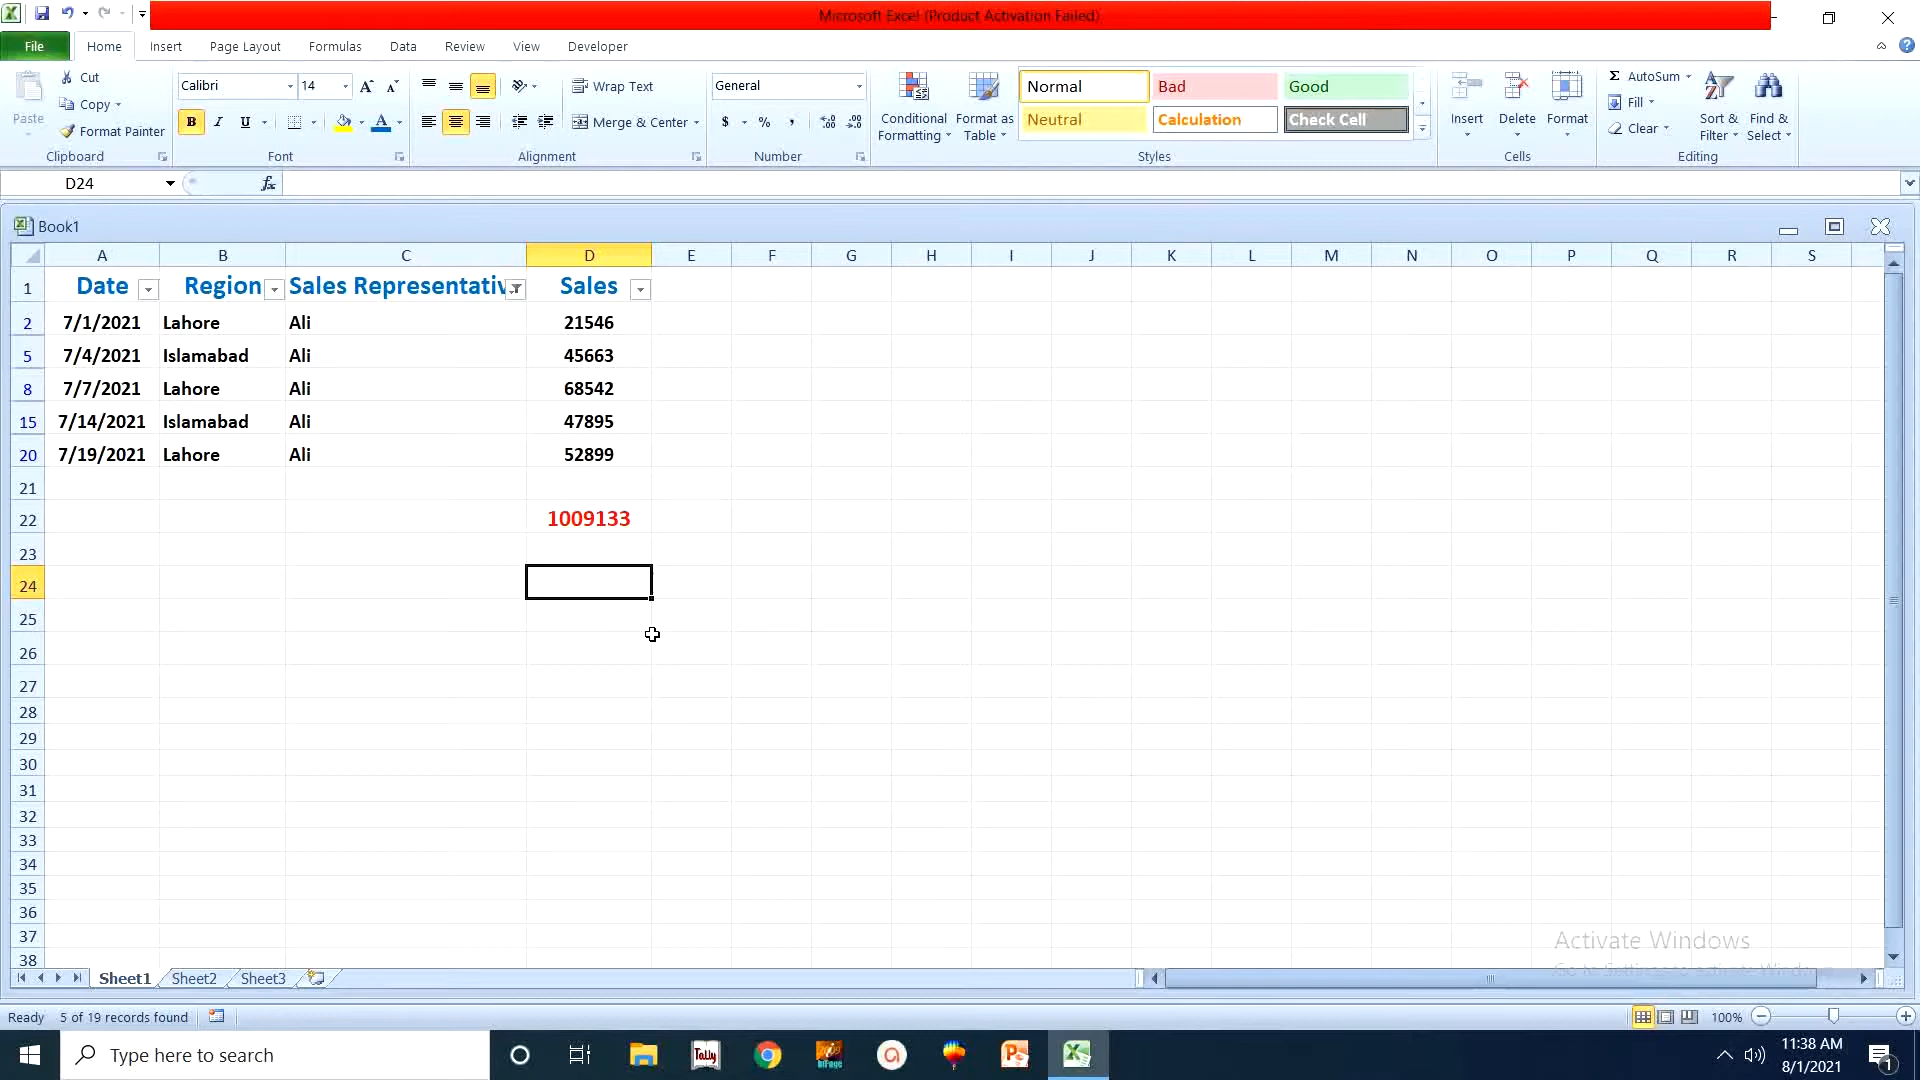 Microsoft Excel (Product Activation Failed)
File Home Insert Page Layout Formulas Data Review View Developer
Paste
Cut
Copy
Format Painter
Clipboard
Calibri 14
B I U A
Font
Wrap Text
Merge & Center
Alignment
General
$ % ,
Number
Conditional Formatting
Format as Table
Normal Bad Good
Neutral Calculation Check Cell
Styles
Insert Delete Format
Cells
Σ AutoSum
Fill
Clear
Sort & Filter
Find & Select
Editing
D24 fx
Book1
A B C D E F G H I J K L M N O P Q R S
1 Date Region Sales Representativ Sales
2 7/1/2021 Lahore Ali 21546
5 7/4/2021 Islamabad Ali 45663
8 7/7/2021 Lahore Ali 68542
15 7/14/2021 Islamabad Ali 47895
20 7/19/2021 Lahore Ali 52899
21
22 1009133
23
24
25
26
27
28
29
30
31
32
33
34
35
36
37
38
Activate Windows
Sheet1 Sheet2 Sheet3
Ready 5 of 19 records found 100%
Type here to search
Tally
11:38 AM
8/1/2021
1